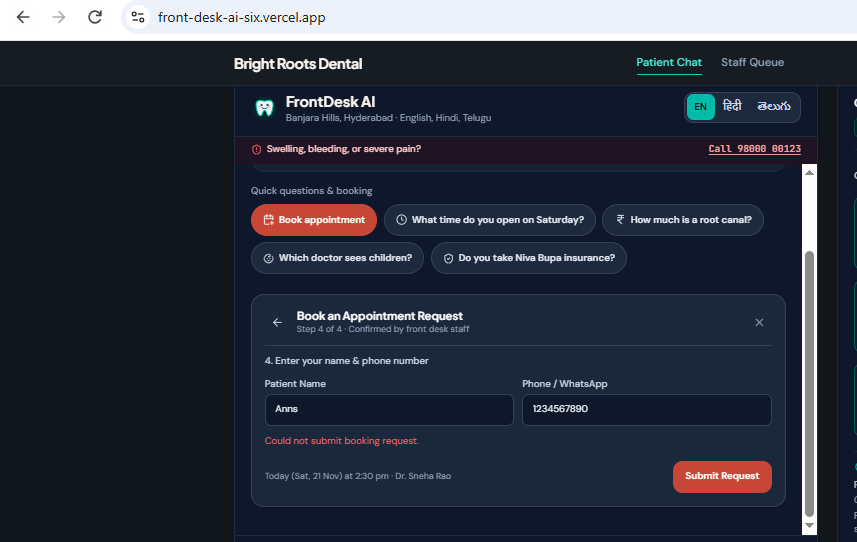 front-desk-ai-six.vercel.app
Bright Roots Dental
Patient Chat
Staff Queue
FrontDesk AI
Banjara Hills, Hyderabad · English, Hindi, Telugu
EN
हिंदी
తెలుగు
Swelling, bleeding, or severe pain?
Call 98000 00123
Quick questions & booking
Book appointment
What time do you open on Saturday?
₹ How much is a root canal?
Which doctor sees children?
Do you take Niva Bupa insurance?
Book an Appointment Request
Step 4 of 4 · Confirmed by front desk staff
4. Enter your name & phone number
Patient Name
Phone / WhatsApp
Anns
1234567890
Could not submit booking request.
Today (Sat, 21 Nov) at 2:30 pm · Dr. Sneha Rao
Submit Request